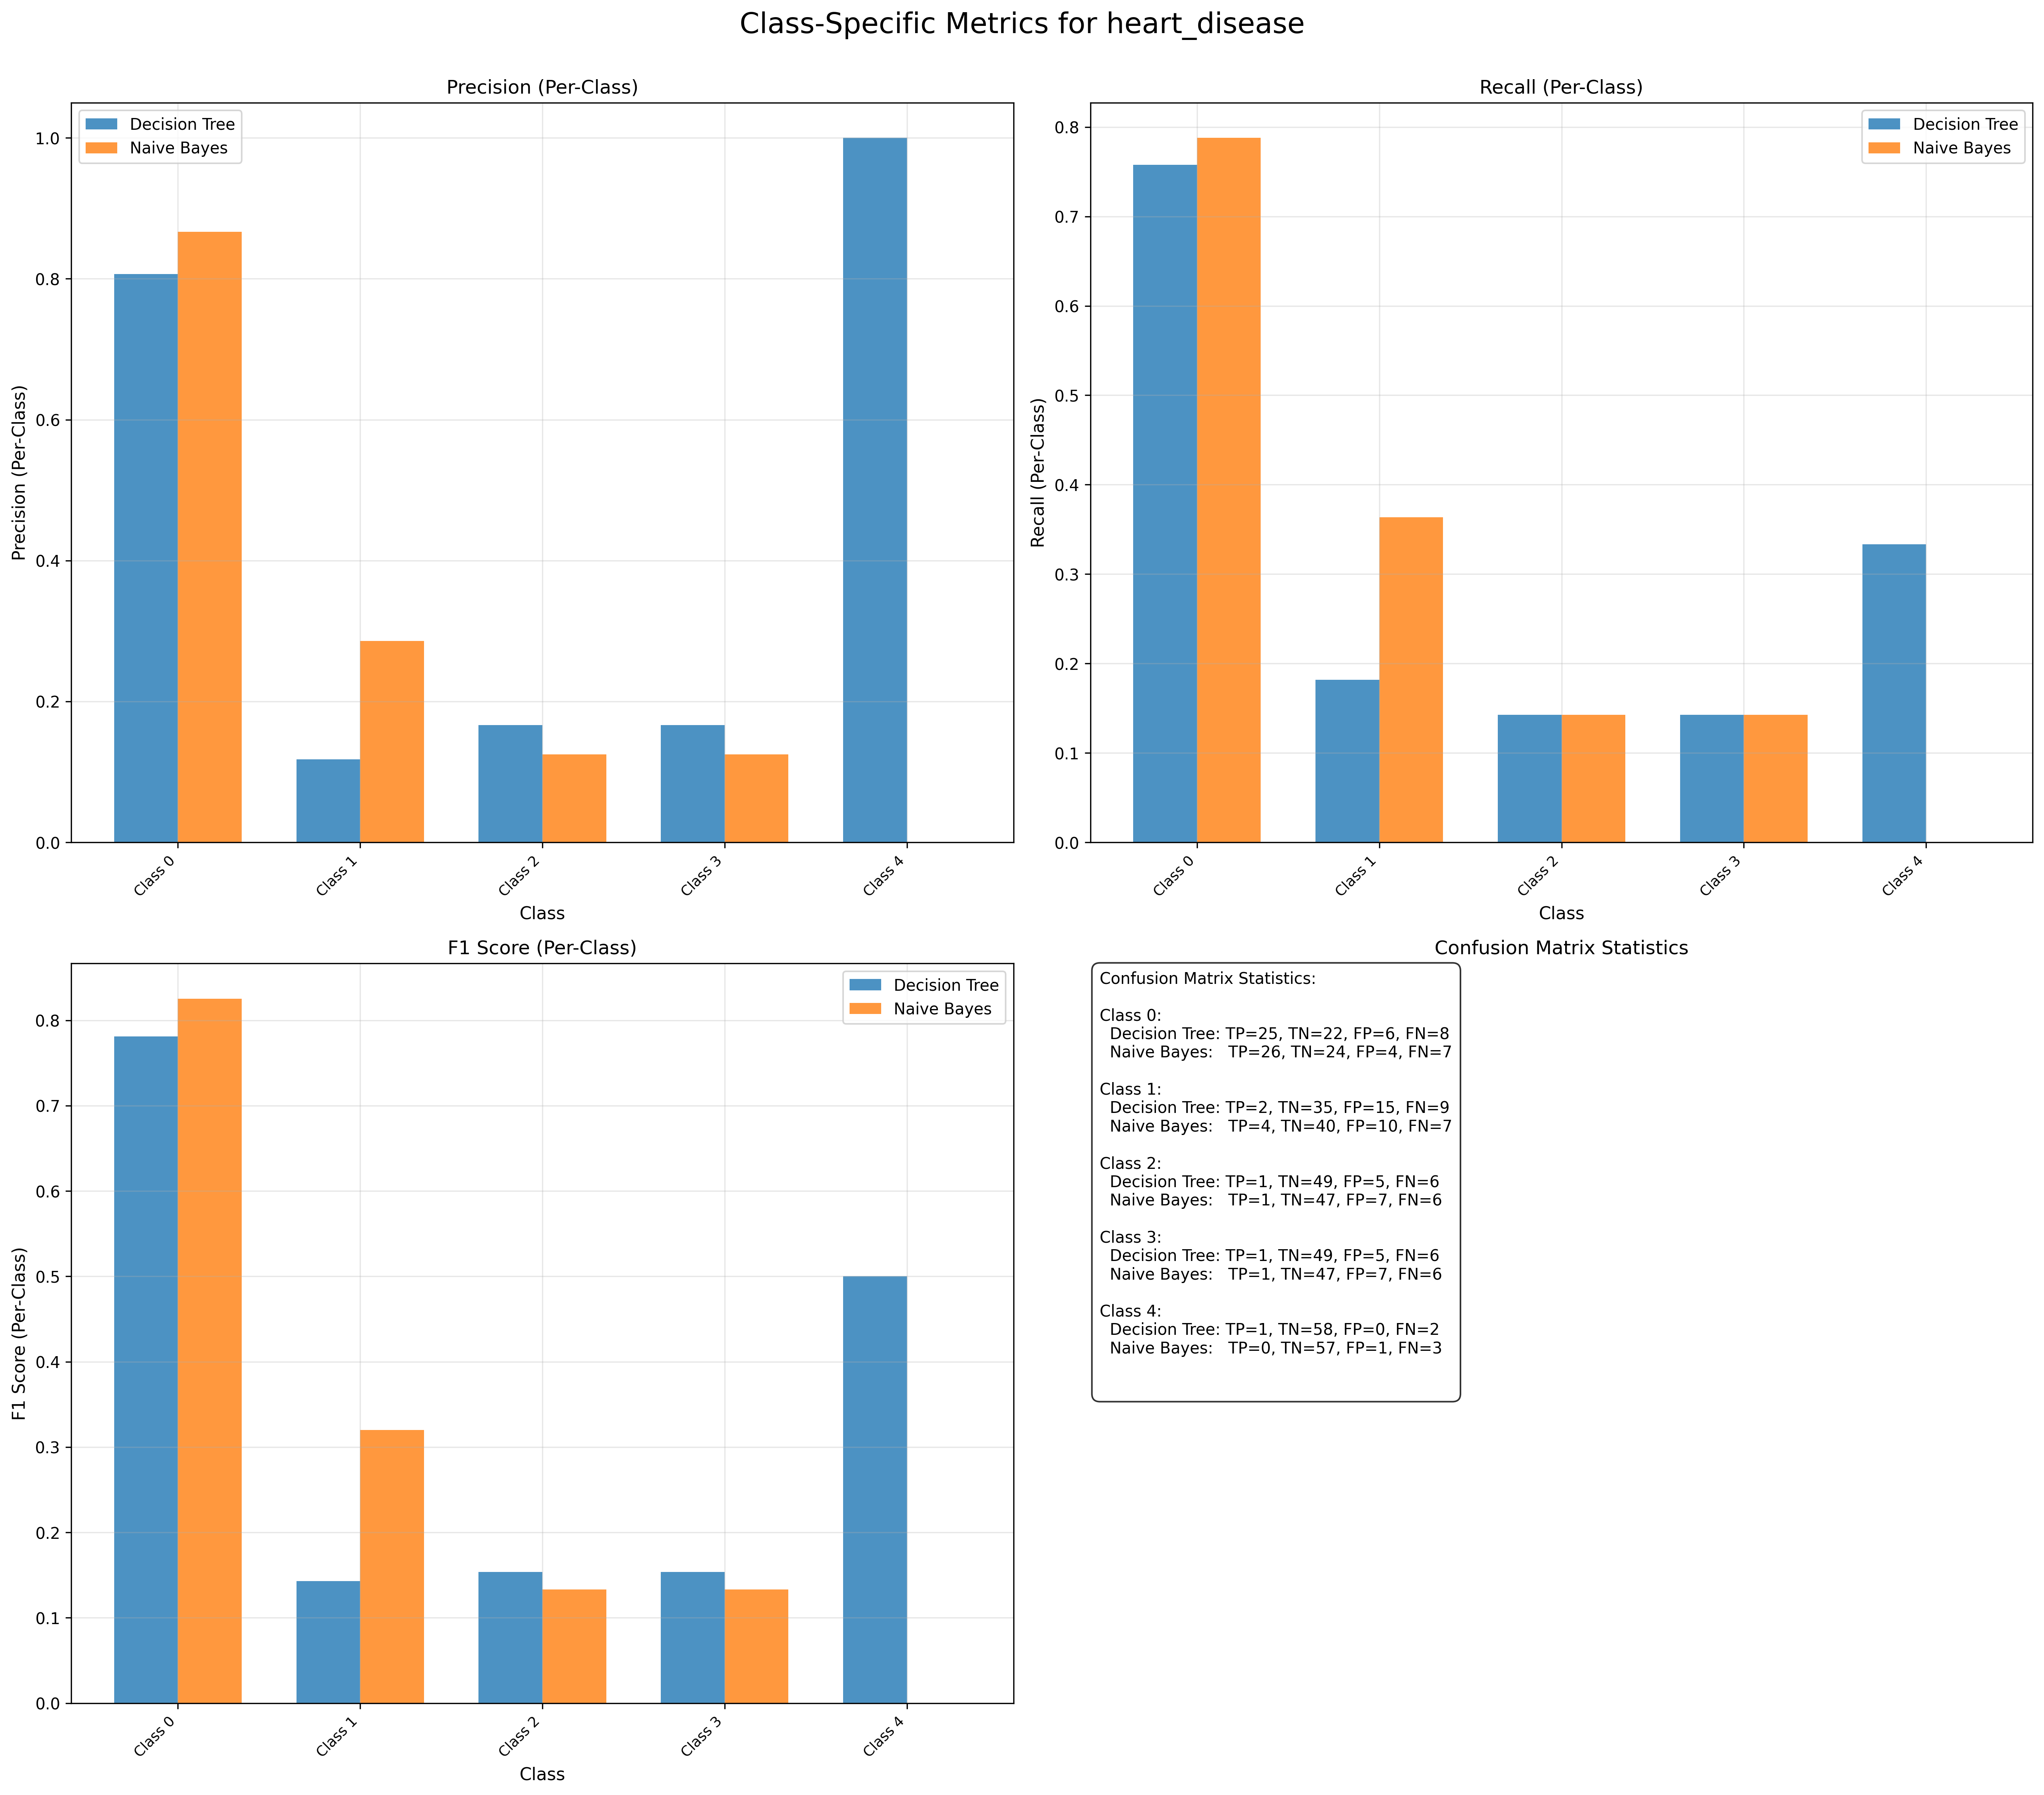 Class-Specific Metrics for heart_disease
Precision (Per-Class)
Decision Tree
Naive Bayes
Precision (Per-Class)
1.0
0.8
0.6
0.4
0.2
0.0
Class 0
Class 1
Class 2
Class 3
Class 4
Class
Recall (Per-Class)
Decision Tree
Naive Bayes
Recall (Per-Class)
0.8
0.7
0.6
0.5
0.4
0.3
0.2
0.1
0.0
Class 0
Class 1
Class 2
Class 3
Class 4
Class
F1 Score (Per-Class)
Decision Tree
Naive Bayes
F1 Score (Per-Class)
0.8
0.7
0.6
0.5
0.4
0.3
0.2
0.1
0.0
Class 0
Class 1
Class 2
Class 3
Class 4
Class
Confusion Matrix Statistics
Confusion Matrix Statistics:
Class 0:
Decision Tree: TP=25, TN=22, FP=6, FN=8
Naive Bayes: TP=26, TN=24, FP=4, FN=7
Class 1:
Decision Tree: TP=2, TN=35, FP=15, FN=9
Naive Bayes: TP=4, TN=40, FP=10, FN=7
Class 2:
Decision Tree: TP=1, TN=49, FP=5, FN=6
Naive Bayes: TP=1, TN=47, FP=7, FN=6
Class 3:
Decision Tree: TP=1, TN=49, FP=5, FN=6
Naive Bayes: TP=1, TN=47, FP=7, FN=6
Class 4:
Decision Tree: TP=1, TN=58, FP=0, FN=2
Naive Bayes: TP=0, TN=57, FP=1, FN=3